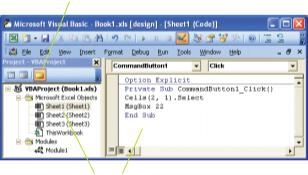 Microsoft Visual Basic - Book1.xls [design] - [Sheet1 (Code)]
File Edit View Insert Format Debug Run Tools Window Help
Project - VBAProject
CommandButton1 Click
VBAProject (Book1.xls)
Microsoft Excel Objects
Sheet1 (Sheet1)
Sheet2 (Sheet2)
Sheet3 (Sheet3)
ThisWorkbook
Modules
Module1
Option Explicit
Private Sub CommandButton1_Click()
Cells(2, 1).Select
MsgBox 22
End Sub